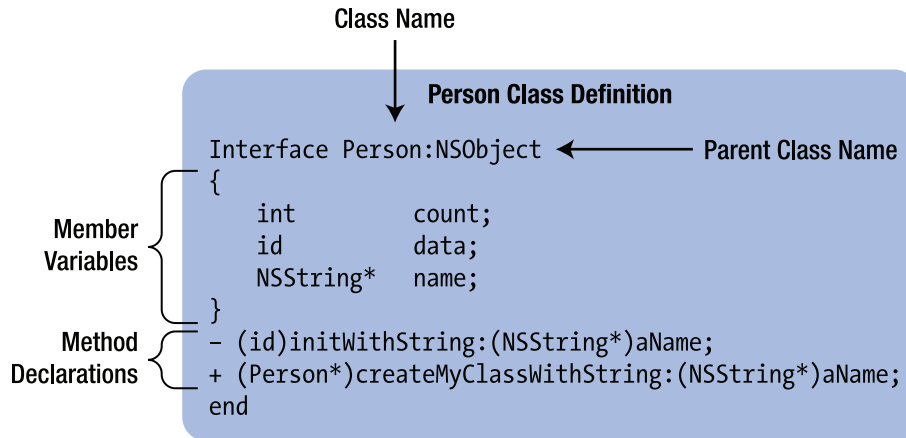 Class Name
Person Class Definition
Interface Person:NSObject
Parent Class Name
{
int count;
id data;
NSString* name;
}
Member
Variables
- (id)initWithString:(NSString*)aName;
+ (Person*)createMyClassWithString:(NSString*)aName;
end
Method
Declarations